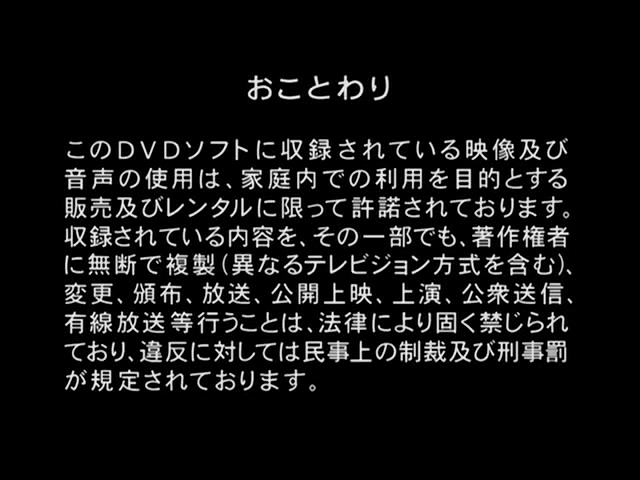 おことわり
このＤＶＤソフトに収録されている映像及び
音声の使用は、家庭内での利用を目的とする
販売及びレンタルに限って許諾されております。
収録されている内容を、その一部でも、著作権者
に無断で複製（異なるテレビジョン方式を含む）、
変更、頒布、放送、公開上映、上演、公衆送信、
有線放送等行うことは、法律により固く禁じられ
ており、違反に対しては民事上の制裁及び刑事罰
が規定されております。